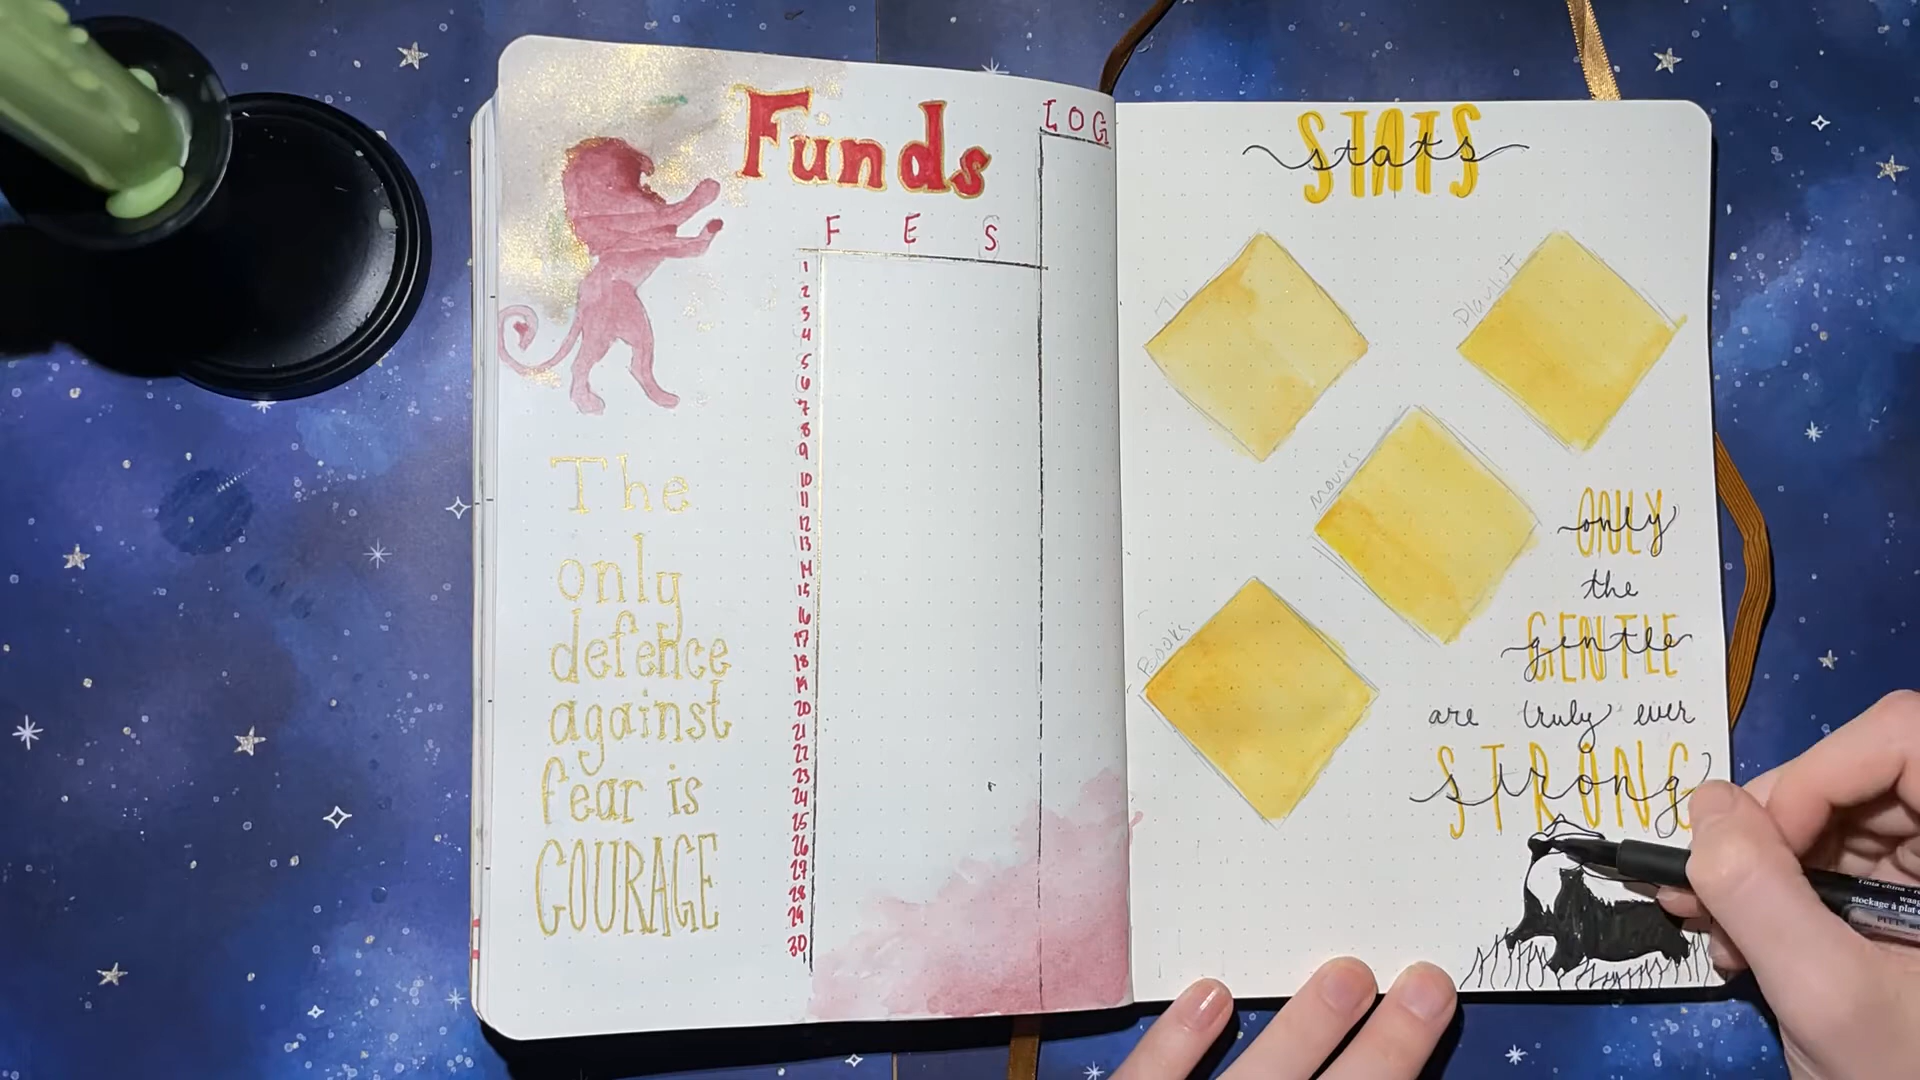 Funds
LOG
F E S
1
2
3
4
5
6
7
8
9
10
11
12
13
14
15
16
17
18
19
20
21
22
23
24
25
26
27
28
29
30
The
only
defence
against
fear is
COURAGE
STATS
stats
TV
Playlist
Movies
Books
ONLY
only
the
GENTLE
gentle
are truly ever
STRONG
strong
stockage à plat